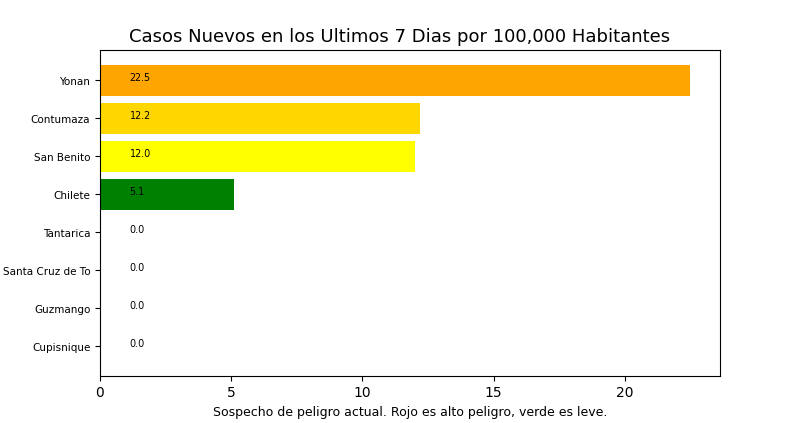 Casos Nuevos en los Ultimos 7 Dias por 100,000 Habitantes
Yonan 22.5
Contumaza 12.2
San Benito 12.0
Chilete 5.1
Tantarica 0.0
Santa Cruz de To 0.0
Guzmango 0.0
Cupisnique 0.0
0 5 10 15 20
Sospecho de peligro actual. Rojo es alto peligro, verde es leve.